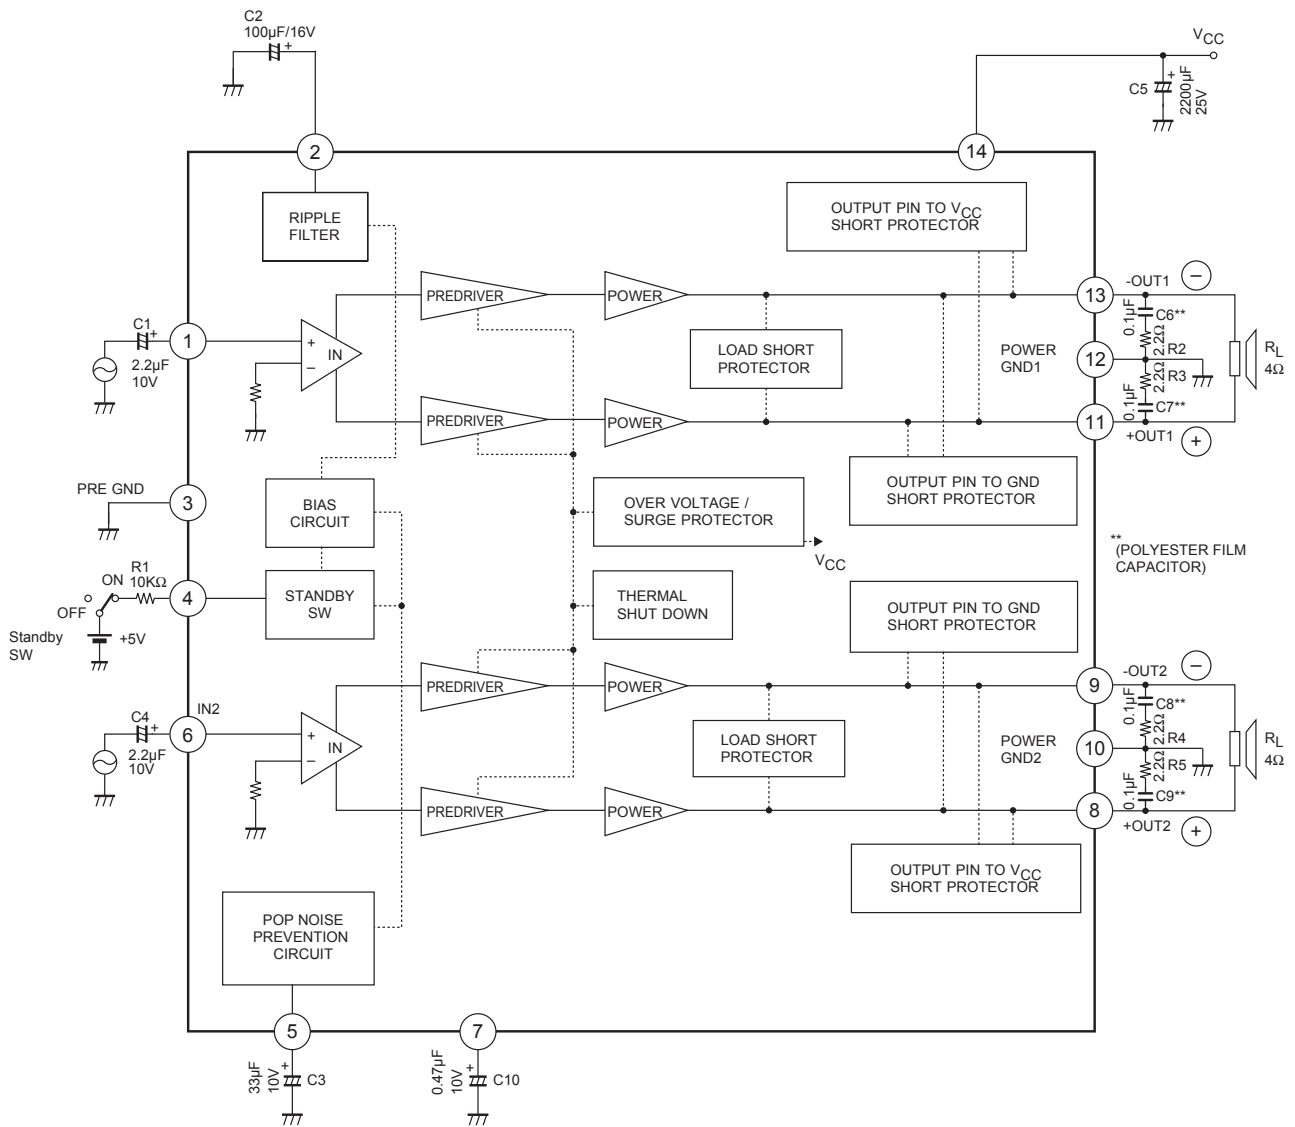 C2
100µF/16V
VCC
C5
2200µF
25V
2
14
RIPPLE
FILTER
OUTPUT PIN TO VCC
SHORT PROTECTOR
C1
2.2µF
10V
1
+
−
IN
PREDRIVER
POWER
LOAD SHORT
PROTECTOR
PREDRIVER
POWER
13
-OUT1
−
0.1µF
C6**
2.2Ω
R2
POWER
GND1
12
2.2Ω
R3
0.1µF
C7**
RL
4Ω
11
+OUT1
+
PRE GND
3
BIAS
CIRCUIT
OVER VOLTAGE /
SURGE PROTECTOR
VCC
OUTPUT PIN TO GND
SHORT PROTECTOR
**
(POLYESTER FILM
CAPACITOR)
ON
R1
10KΩ
4
OFF
Standby
SW
+5V
STANDBY
SW
THERMAL
SHUT DOWN
OUTPUT PIN TO GND
SHORT PROTECTOR
C4
2.2µF
10V
IN2
6
+
−
IN
PREDRIVER
POWER
LOAD SHORT
PROTECTOR
PREDRIVER
POWER
9
-OUT2
−
0.1µF
C8**
2.2Ω
R4
POWER
GND2
10
2.2Ω
R5
0.1µF
C9**
RL
4Ω
8
+OUT2
+
OUTPUT PIN TO VCC
SHORT PROTECTOR
POP NOISE
PREVENTION
CIRCUIT
5
33µF
10V
+
C3
7
0.47µF
10V
+
C10